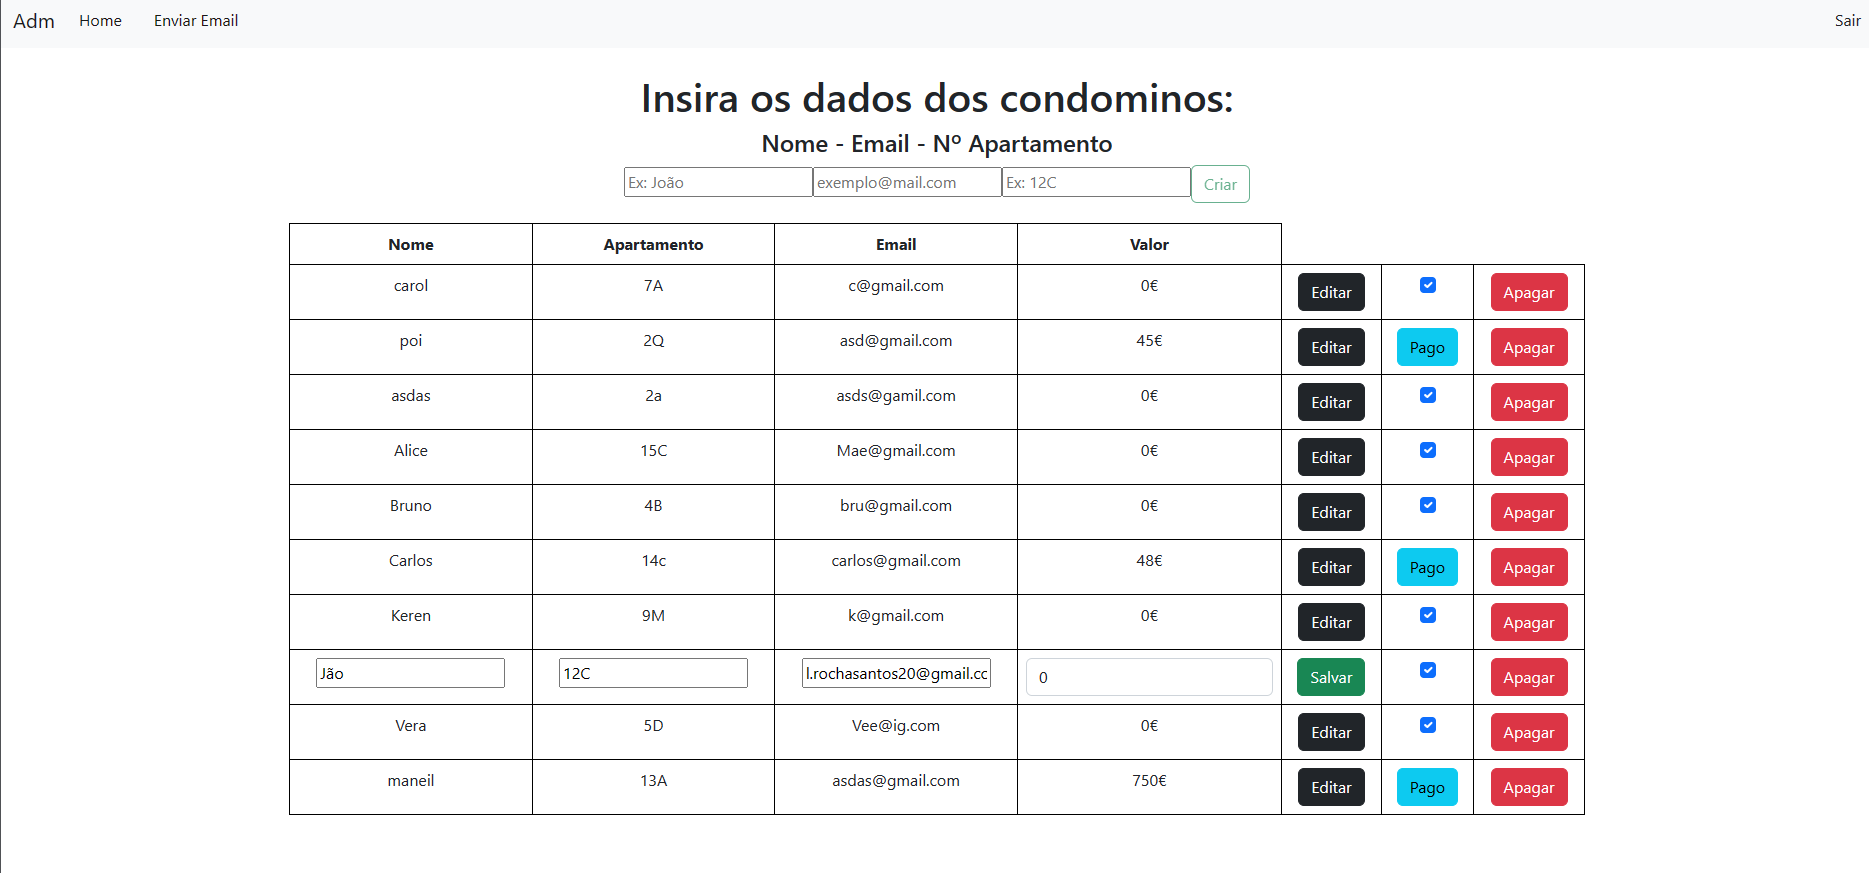 Adm Home Enviar Email Sair
Insira os dados dos condominos:
Nome - Email - Nº Apartamento
Ex: João exemplo@mail.com Ex: 12C Criar
Nome Apartamento Email Valor
carol 7A c@gmail.com 0€ Editar Apagar
poi 2Q asd@gmail.com 45€ Editar Pago Apagar
asdas 2a asds@gamil.com 0€ Editar Apagar
Alice 15C Mae@gmail.com 0€ Editar Apagar
Bruno 4B bru@gmail.com 0€ Editar Apagar
Carlos 14c carlos@gmail.com 48€ Editar Pago Apagar
Keren 9M k@gmail.com 0€ Editar Apagar
Jão 12C l.rochasantos20@gmail.cc 0 Salvar Apagar
Vera 5D Vee@ig.com 0€ Editar Apagar
maneil 13A asdas@gmail.com 750€ Editar Pago Apagar